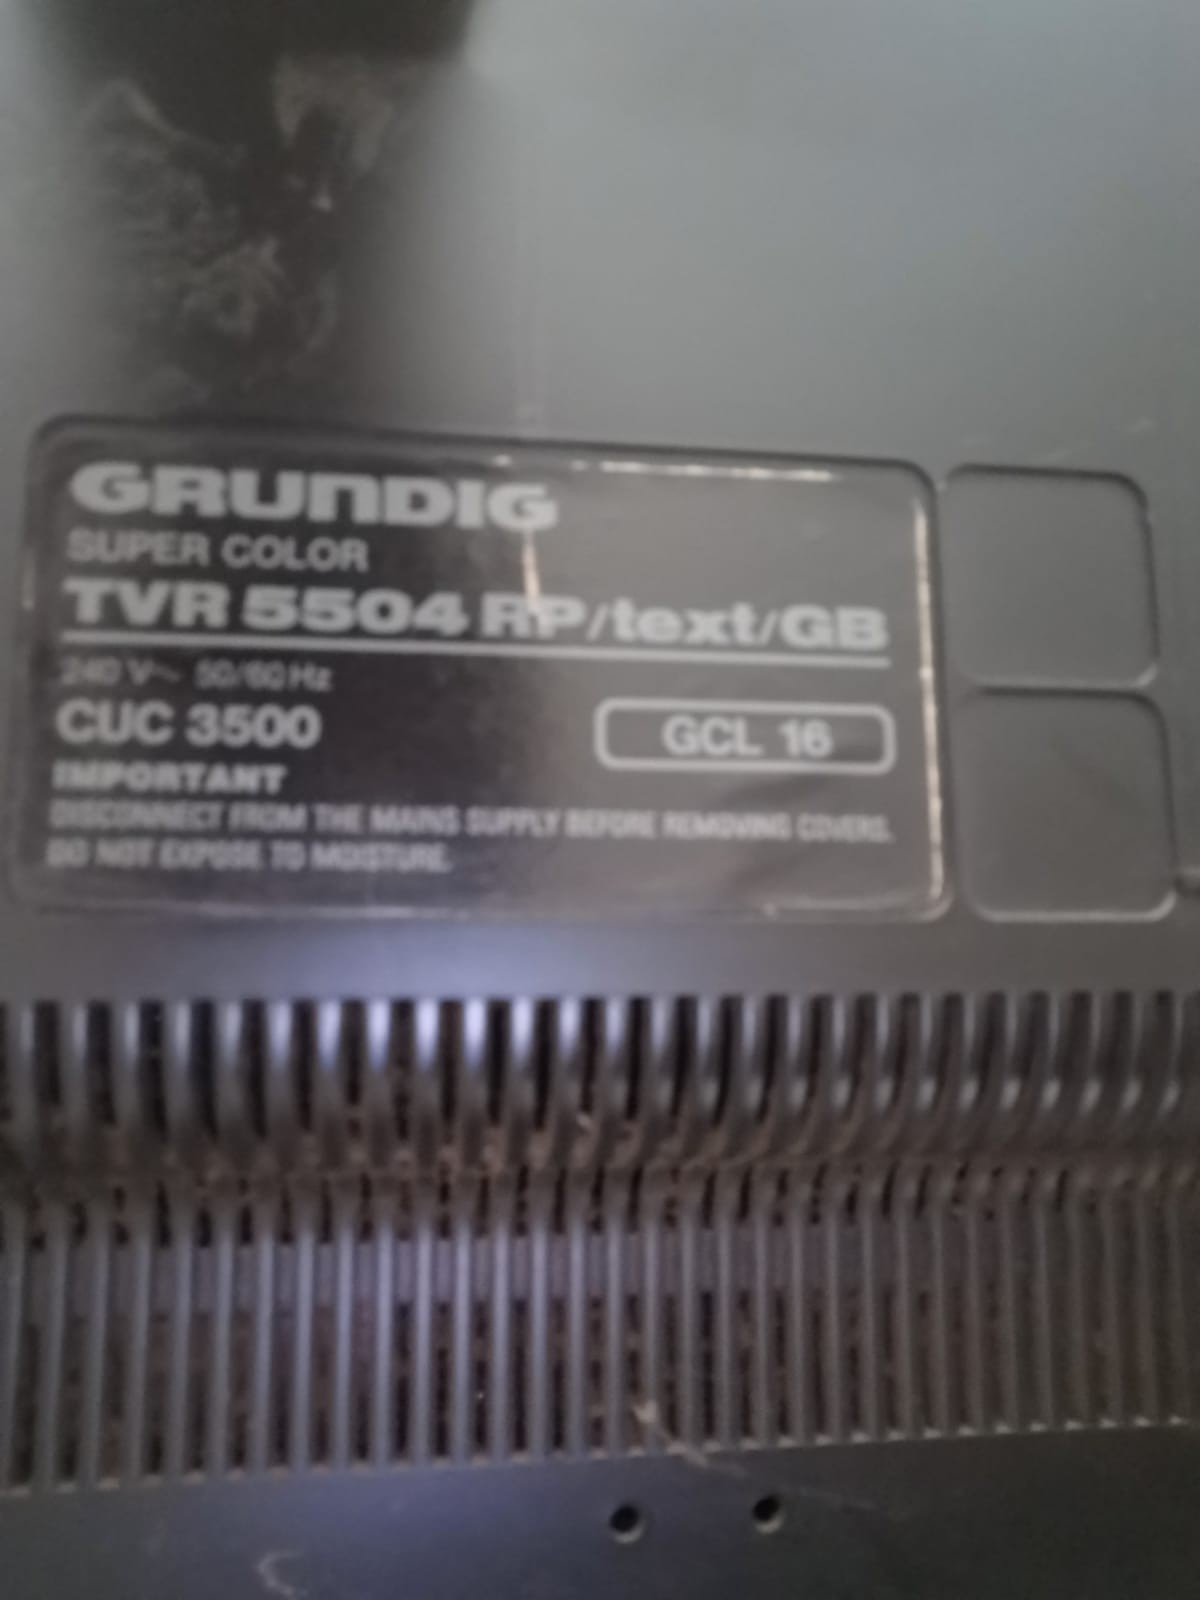 GRUNDIG
SUPER COLOR
TVR 5504 RP/text/GB
240 V~ 50/60 Hz
CUC 3500
GCL 16
IMPORTANT
DISCONNECT FROM THE MAINS SUPPLY BEFORE REMOVING COVERS.
DO NOT EXPOSE TO MOISTURE.